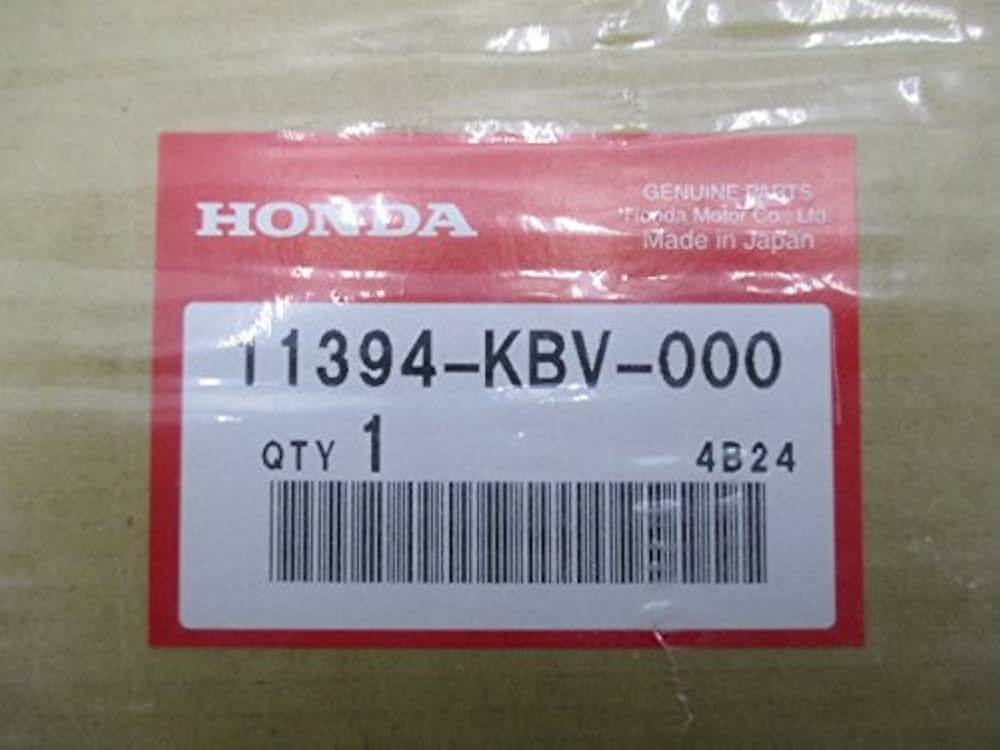 HONDA
GENUINE PARTS
Honda Motor Co., Ltd.
Made in Japan
11394-KBV-000
QTY 1 4B24